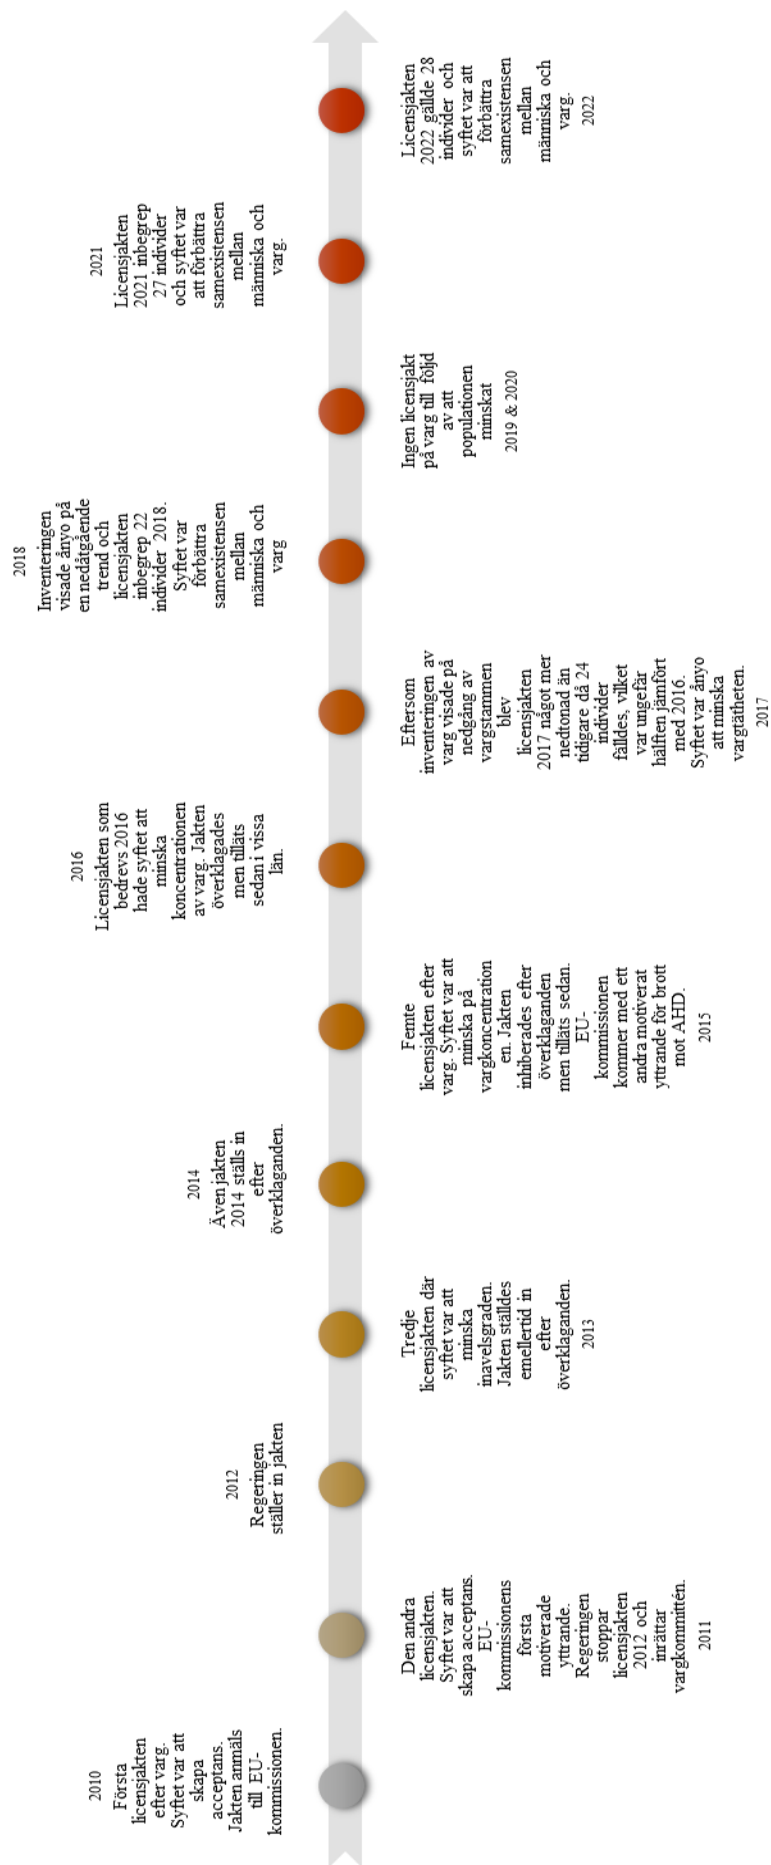 2010
Första
licensjakten
efter varg.
Syftet var att
skapa
acceptans.
Jakten anmäls
till EU-
kommissionen.
Den andra
licensjakten.
Syftet var att
skapa acceptans.
EU-
kommissionens
första
motiverade
yttrande.
Regeringen
stoppar
licensjakten
2012 och
inrättar
vargkommittén.
2011
2012
Regeringen
ställer in jakten
Tredje
licensjakten där
syftet var att
minska
inavelsgraden.
Jakten ställdes
emellertid in
efter
överklaganden.
2013
2014
Även jakten
2014 ställs in
efter
överklaganden.
Femte
licensjakten efter
varg. Syftet var att
minska på
vargkoncentration
en. Jakten
inhiberades efter
överklaganden
men tilläts sedan.
EU-
kommissionen
kommer med ett
andra motiverat
yttrande för brott
mot AHD.
2015
2016
Licensjakten som
bedrevs 2016
hade syftet att
minska
koncentrationen
av varg. Jakten
överklagades
men tilläts
sedan i vissa
län.
Eftersom
inventeringen av
varg visade på
nedgång av
vargstammen
blev
licensjakten
2017 något mer
nedtonad än
tidigare då 24
individer
fälldes, vilket
var ungefär
hälften jämfört
med 2016.
Syftet var ånyo
att minska
vargtätheten.
2017
2018
Inventeringen
visade ånyo på
en nedåtgående
trend och
licensjakten
inbegrep 22
individer 2018.
Syftet var
förbättra
samexistensen
mellan
människa och
varg
Ingen licensjakt
på varg till följd
av att
populationen
minskat
2019 & 2020
2021
Licensjakten
2021 inbegrep
27 individer
och syftet var
att förbättra
samexistensen
mellan
människa och
varg.
Licensjakten
2022 gällde 28
individer och
syftet var att
förbättra
samexistensen
mellan
människa och
varg.
2022